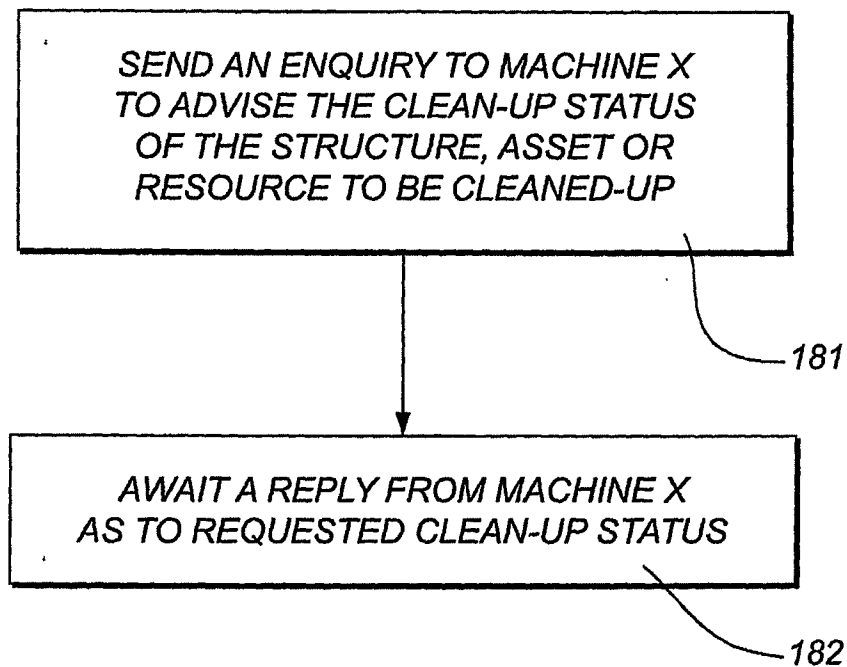 SEND AN ENQUIRY TO MACHINE X
TO ADVISE THE CLEAN-UP STATUS
OF THE STRUCTURE, ASSET OR
RESOURCE TO BE CLEANED-UP
181
AWAIT A REPLY FROM MACHINE X
AS TO REQUESTED CLEAN-UP STATUS
182